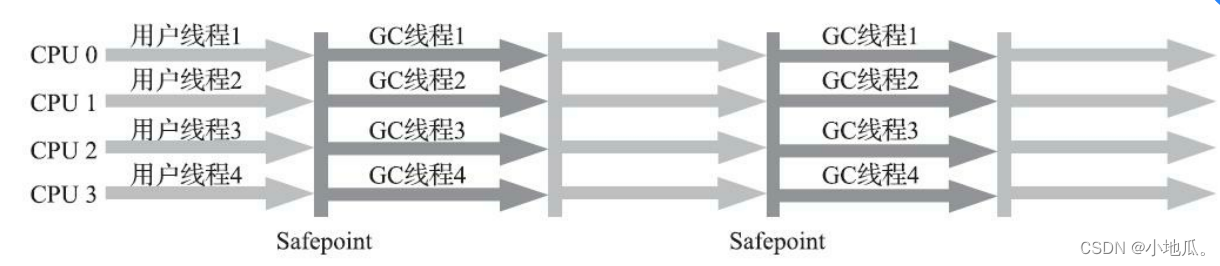 CPU 0 用户线程1 GC线程1 GC线程1
CPU 1 用户线程2 GC线程2 GC线程2
CPU 2 用户线程3 GC线程3 GC线程3
CPU 3 用户线程4 GC线程4 GC线程4
Safepoint Safepoint
CSDN @小地瓜。